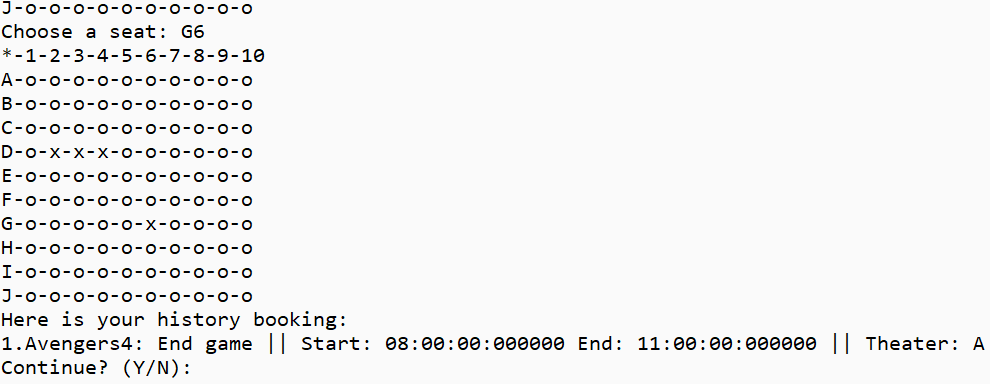 J-o-o-o-o-o-o-o-o-o-o
Choose a seat: G6
*-1-2-3-4-5-6-7-8-9-10
A-o-o-o-o-o-o-o-o-o-o
B-o-o-o-o-o-o-o-o-o-o
C-o-o-o-o-o-o-o-o-o-o
D-o-x-x-x-o-o-o-o-o-o
E-o-o-o-o-o-o-o-o-o-o
F-o-o-o-o-o-o-o-o-o-o
G-o-o-o-o-o-x-o-o-o-o
H-o-o-o-o-o-o-o-o-o-o
I-o-o-o-o-o-o-o-o-o-o
J-o-o-o-o-o-o-o-o-o-o
Here is your history booking:
1.Avengers4: End game || Start: 08:00:00:000000 End: 11:00:00:000000 || Theater: A
Continue? (Y/N):